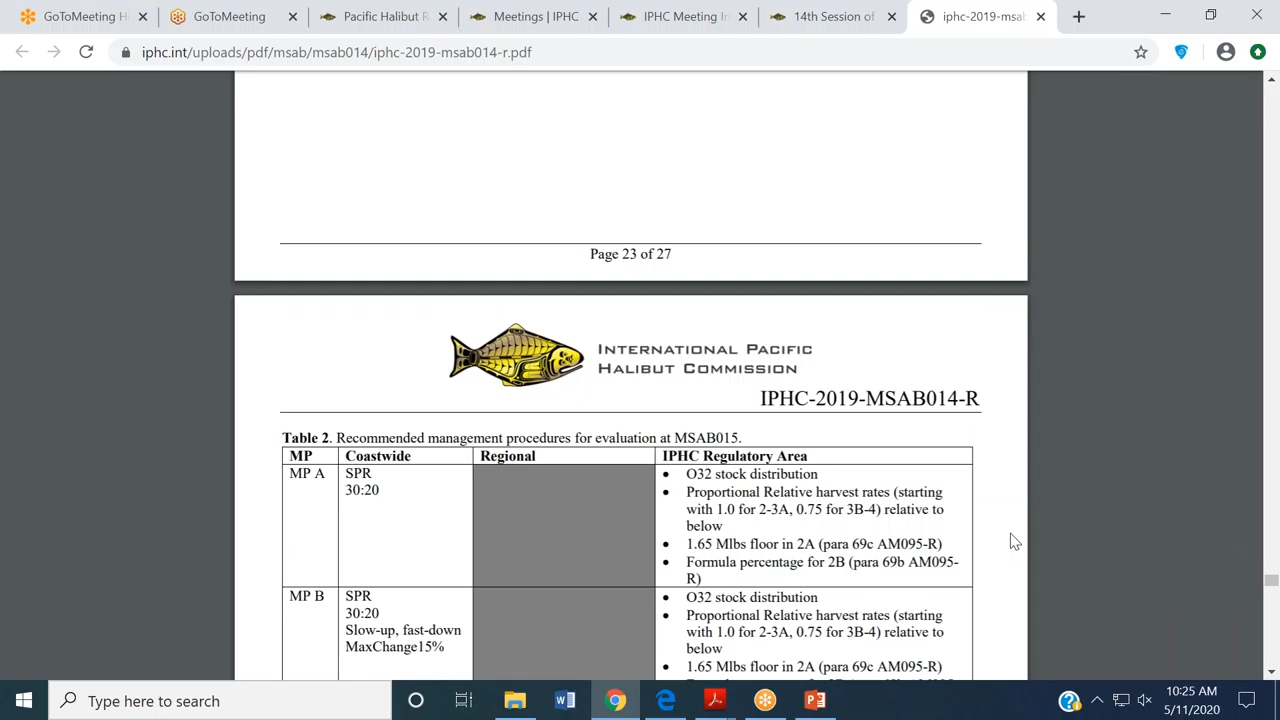 GoToMeeting Hi
GoToMeeting
Pacific Halibut R
Meetings | IPHC
IPHC Meeting In
14th Session of
iphc-2019-msab
iphc.int/uploads/pdf/msab/msab014/iphc-2019-msab014-r.pdf
Page 23 of 27
INTERNATIONAL PACIFIC
HALIBUT COMMISSION
IPHC-2019-MSAB014-R
Table 2. Recommended management procedures for evaluation at MSAB015.
MP Coastwide Regional IPHC Regulatory Area
MP A
SPR
30:20
• O32 stock distribution
• Proportional Relative harvest rates (starting
with 1.0 for 2-3A, 0.75 for 3B-4) relative to
below
• 1.65 Mlbs floor in 2A (para 69c AM095-R)
• Formula percentage for 2B (para 69b AM095-
R)
MP B
SPR
30:20
Slow-up, fast-down
MaxChange15%
• O32 stock distribution
• Proportional Relative harvest rates (starting
with 1.0 for 2-3A, 0.75 for 3B-4) relative to
below
• 1.65 Mlbs floor in 2A (para 69c AM095-R)
Type here to search
10:25 AM
5/11/2020